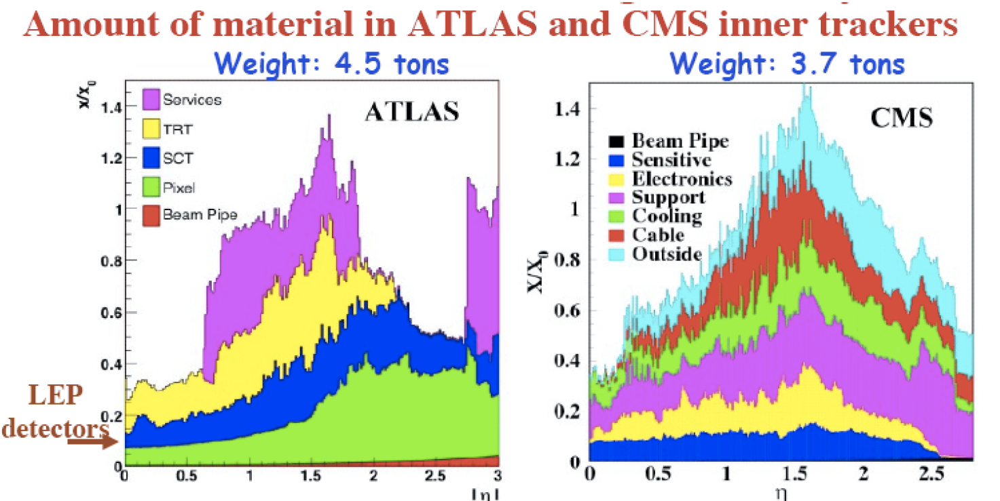 Amount of material in ATLAS and CMS inner trackers
Weight: 4.5 tons
Weight: 3.7 tons
x/x0
Services
TRT
SCT
Pixel
Beam Pipe
ATLAS
1.4
1.2
1
0.8
0.6
0.4
0.2
0
0 0.5 1 1.5 2 2.5 3
|η|
LEP
detectors
X/X0
CMS
Beam Pipe
Sensitive
Electronics
Support
Cooling
Cable
Outside
1.4
1.2
1
0.8
0.6
0.4
0.2
0
0 0.5 1 1.5 2 2.5
η